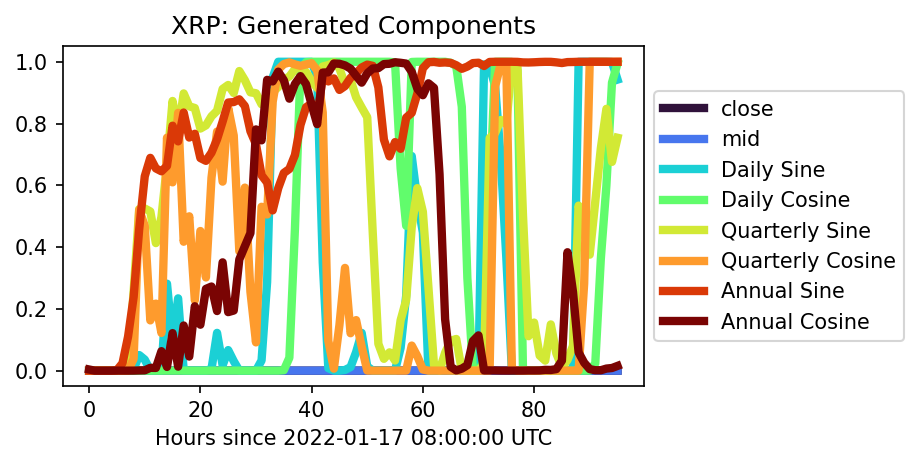 XRP: Generated Components
1.0
0.8
0.6
0.4
0.2
0.0
0 20 40 60 80
Hours since 2022-01-17 08:00:00 UTC
close
mid
Daily Sine
Daily Cosine
Quarterly Sine
Quarterly Cosine
Annual Sine
Annual Cosine